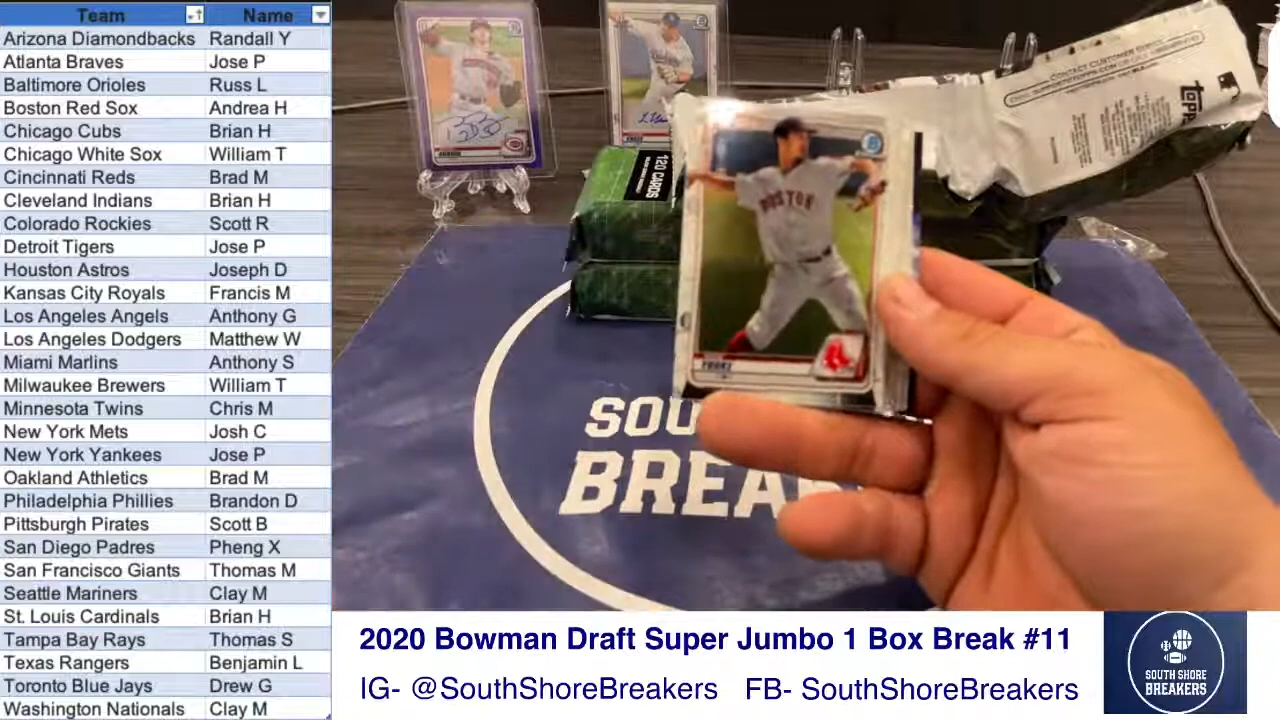 Team Name
Arizona Diamondbacks Randall Y
Atlanta Braves Jose P
Baltimore Orioles Russ L
Boston Red Sox Andrea H
Chicago Cubs Brian H
Chicago White Sox William T
Cincinnati Reds Brad M
Cleveland Indians Brian H
Colorado Rockies Scott R
Detroit Tigers Jose P
Houston Astros Joseph D
Kansas City Royals Francis M
Los Angeles Angels Anthony G
Los Angeles Dodgers Matthew W
Miami Marlins Anthony S
Milwaukee Brewers William T
Minnesota Twins Chris M
New York Mets Josh C
New York Yankees Jose P
Oakland Athletics Brad M
Philadelphia Phillies Brandon D
Pittsburgh Pirates Scott B
San Diego Padres Pheng X
San Francisco Giants Thomas M
Seattle Mariners Clay M
St. Louis Cardinals Brian H
Tampa Bay Rays Thomas S
Texas Rangers Benjamin L
Toronto Blue Jays Drew G
Washington Nationals Clay M
120 CARDS
CONTACT CUSTOMER SERVICE
topps
BOSTON
SOU
BREAK
2020 Bowman Draft Super Jumbo 1 Box Break #11
IG- @SouthShoreBreakers FB- SouthShoreBreakers
SOUTH SHORE
BREAKERS